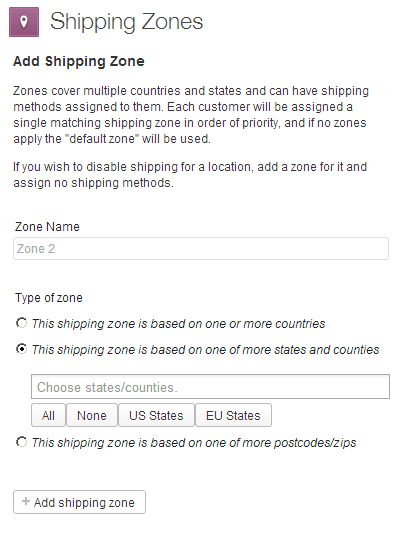 Shipping Zones
Add Shipping Zone
Zones cover multiple countries and states and can have shipping
methods assigned to them. Each customer will be assigned a
single matching shipping zone in order of priority, and if no zones
apply the "default zone" will be used.
If you wish to disable shipping for a location, add a zone for it and
assign no shipping methods.
Zone Name
Zone 2
Type of zone
This shipping zone is based on one or more countries
This shipping zone is based on one of more states and counties
Choose states/counties.
All None US States EU States
This shipping zone is based on one of more postcodes/zips
+ Add shipping zone